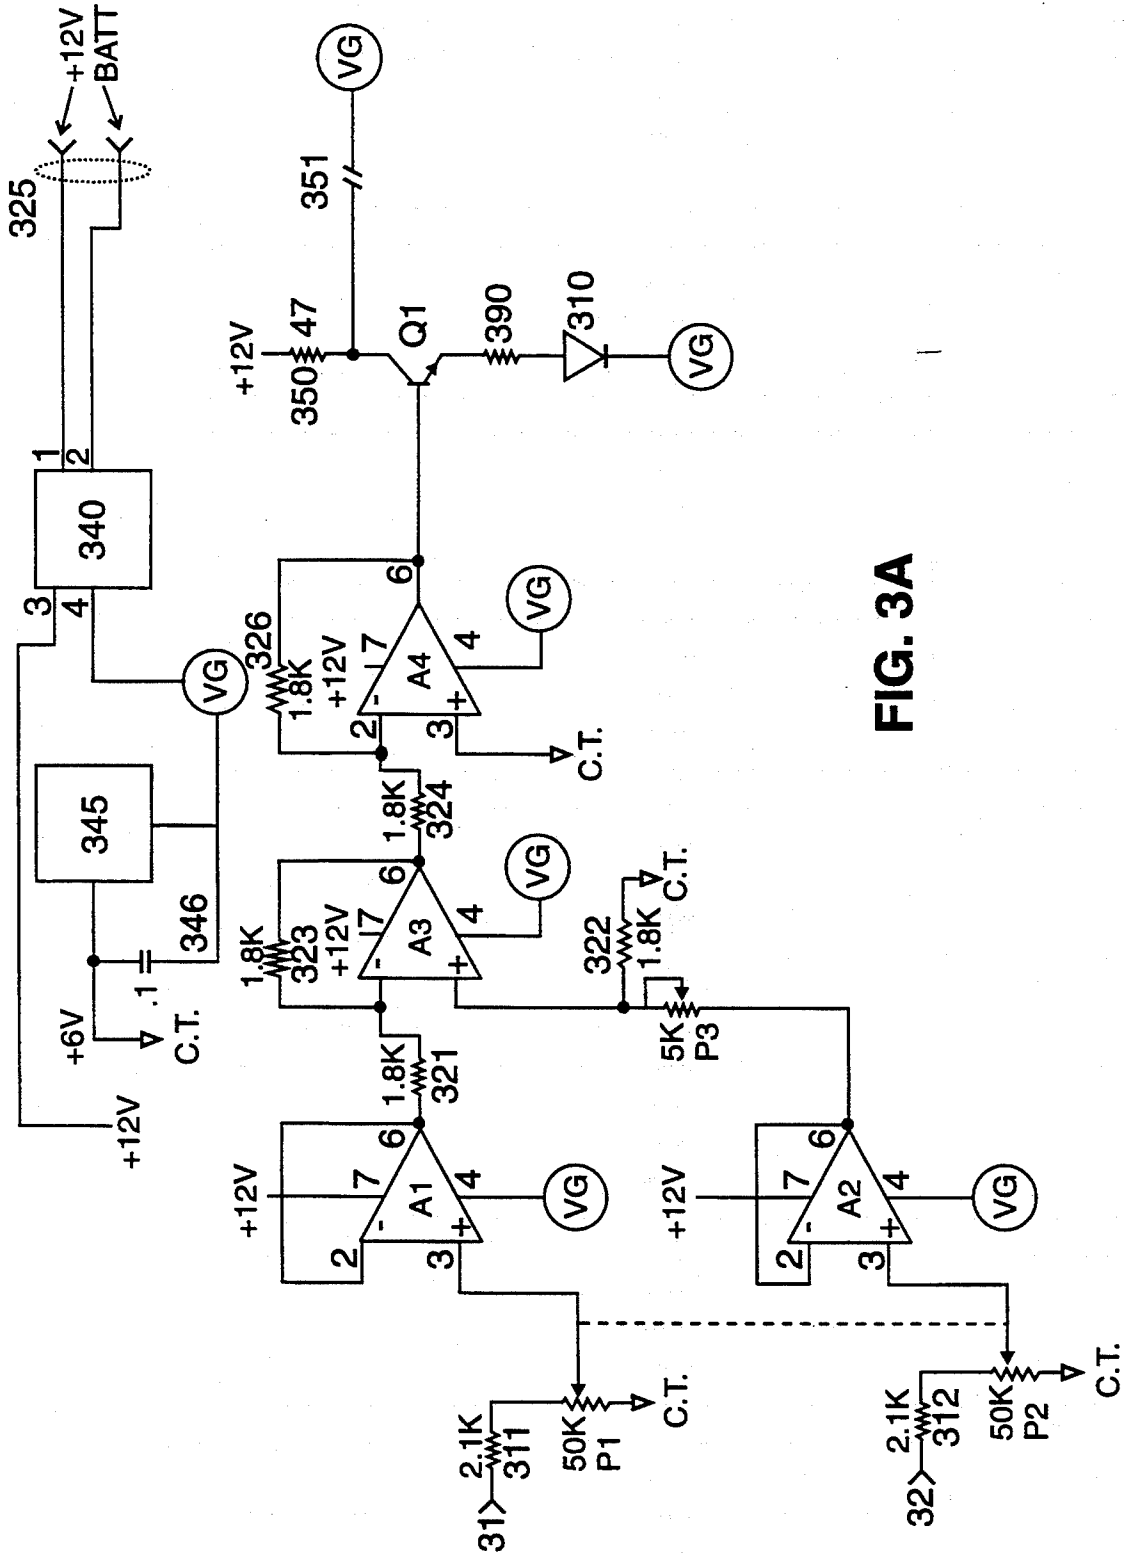 +12V
BATT
325
1
2
340
3
4
VG
345
346
.1
+6V
C.T.
+12V
VG
351
+12V
47
350
Q1
390
310
VG
326
1.8K
+12V
7
2
-
A4
3
+
4
6
VG
C.T.
1.8K
324
1.8K
323
+12V
7
-
A3
+
4
6
VG
322
1.8K
C.T.
5K
P3
1.8K
321
+12V
7
2
-
A1
3
+
4
6
VG
+12V
7
2
-
A2
3
+
4
6
VG
31
2.1K
311
50K
P1
C.T.
32
2.1K
312
50K
P2
C.T.
FIG. 3A